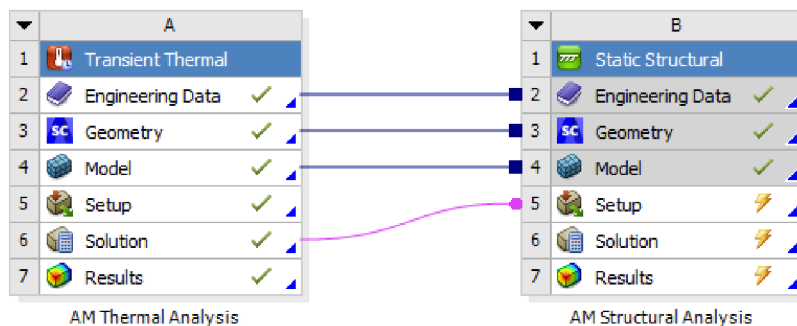 A
1 Transient Thermal
2 Engineering Data
3 SC Geometry
4 Model
5 Setup
6 Solution
7 Results
AM Thermal Analysis
B
1 Static Structural
2 Engineering Data
3 SC Geometry
4 Model
5 Setup
6 Solution
7 Results
AM Structural Analysis